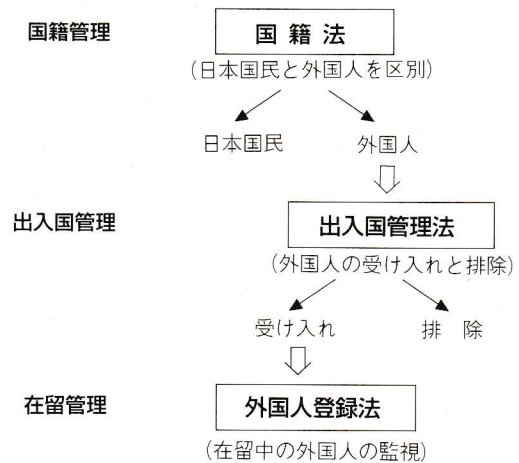 国籍管理
国籍法
(日本国民と外国人を区別)
日本国民 外国人
出入国管理
出入国管理法
(外国人の受け入れと排除)
受け入れ 排 除
在留管理
外国人登録法
(在留中の外国人の監視)